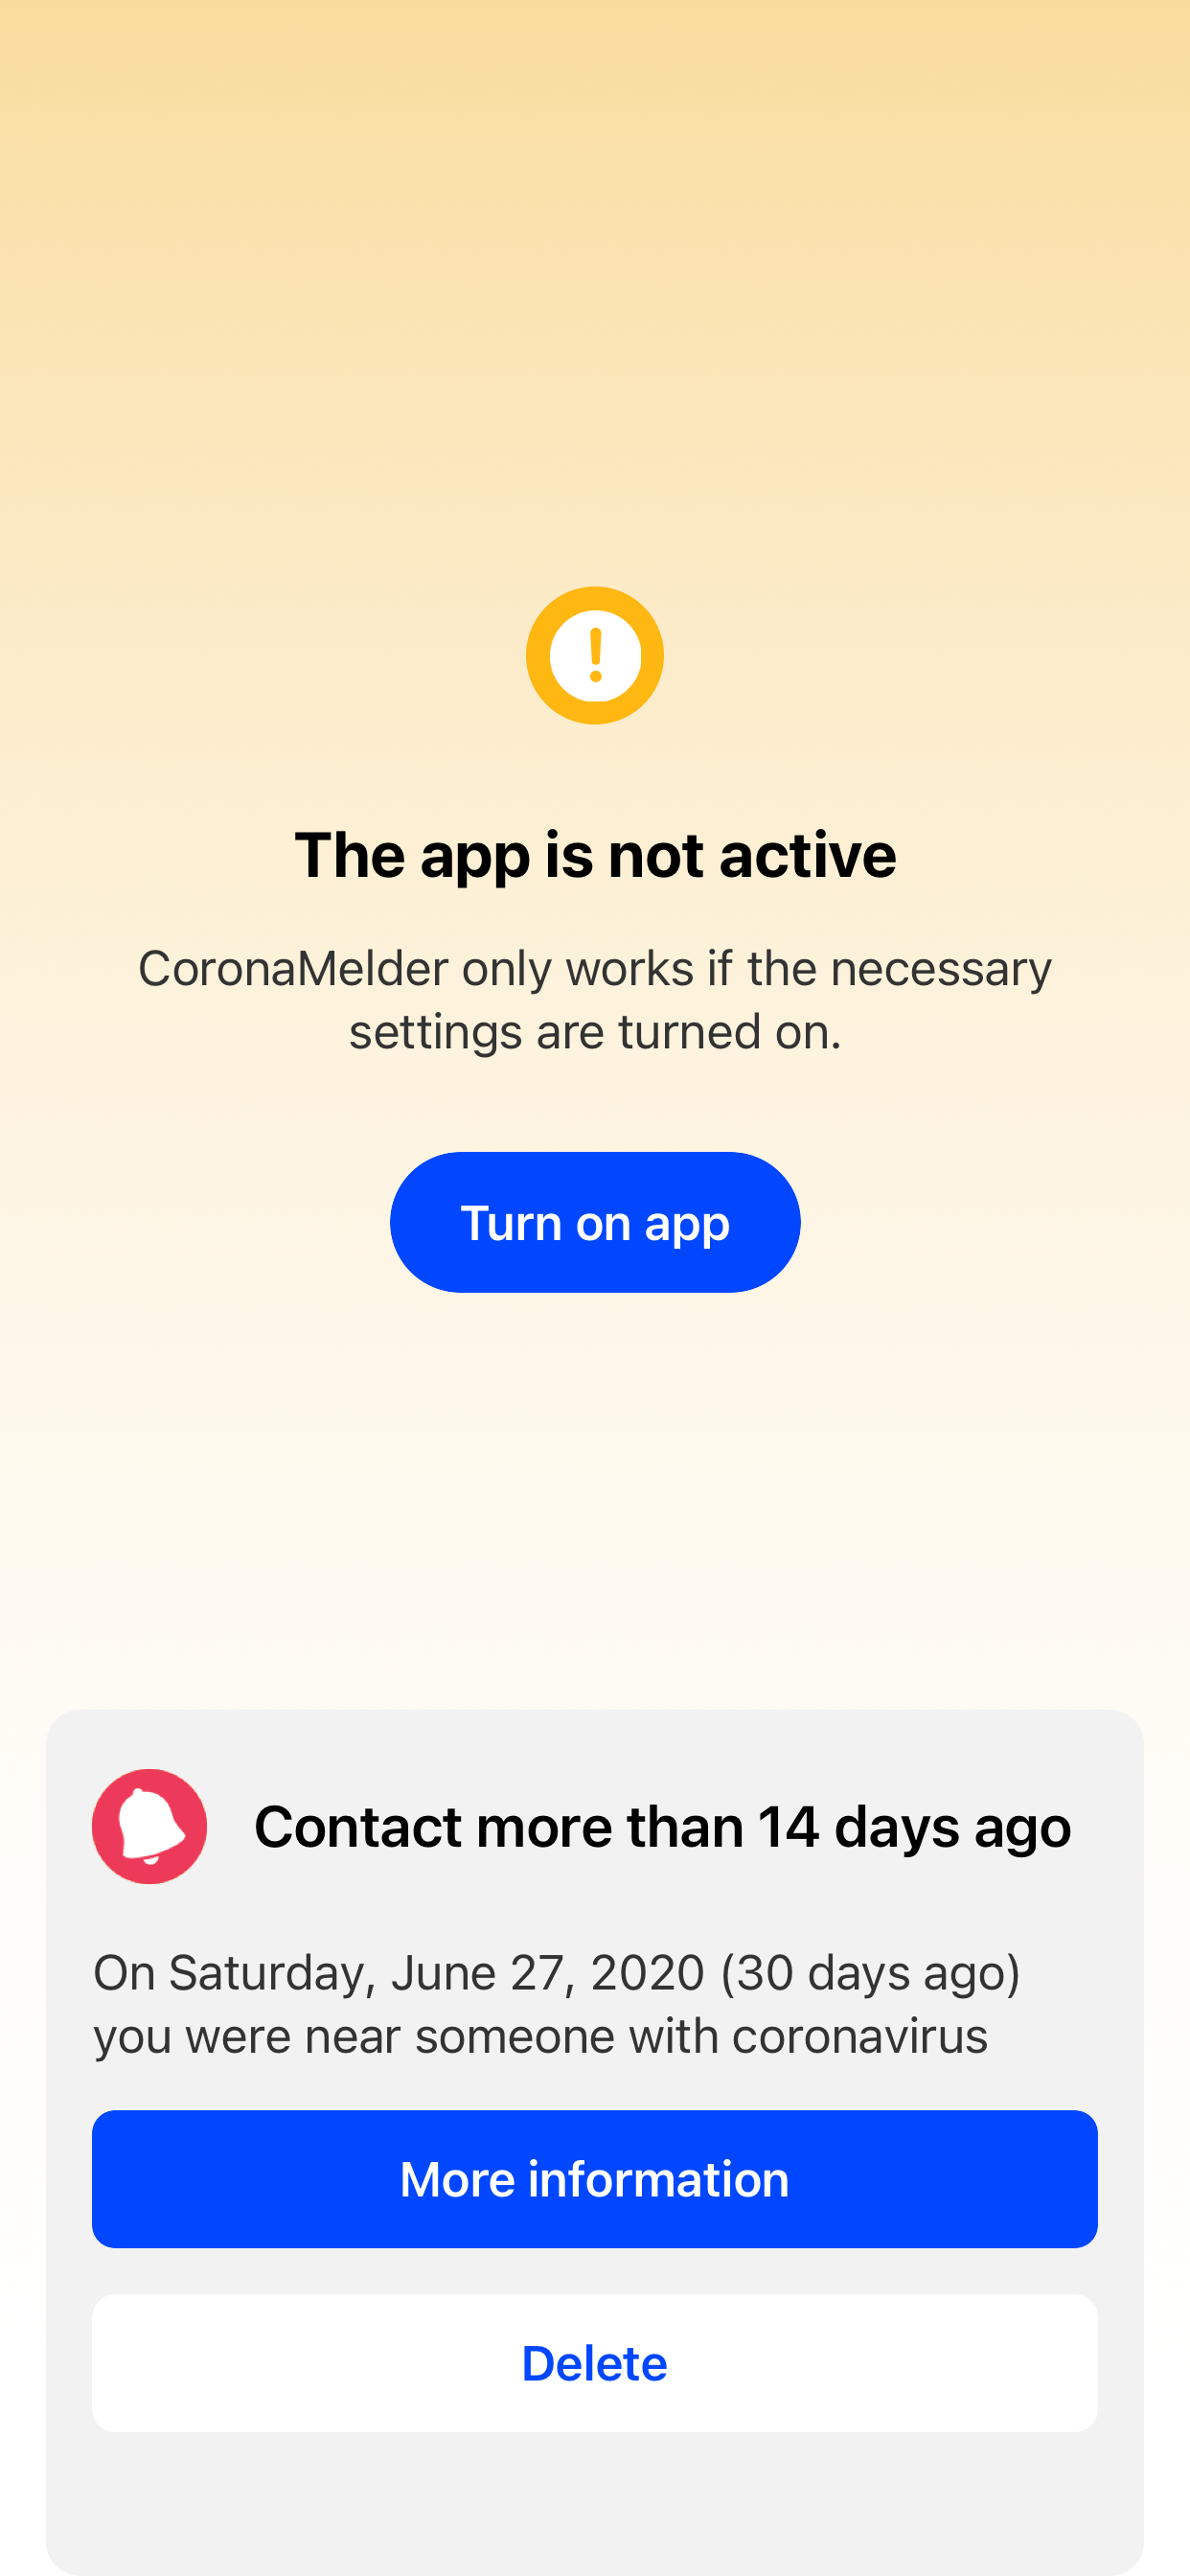 The app is not active
CoronaMelder only works if the necessary
settings are turned on.
Turn on app
Contact more than 14 days ago
On Saturday, June 27, 2020 (30 days ago)
you were near someone with coronavirus
More information
Delete